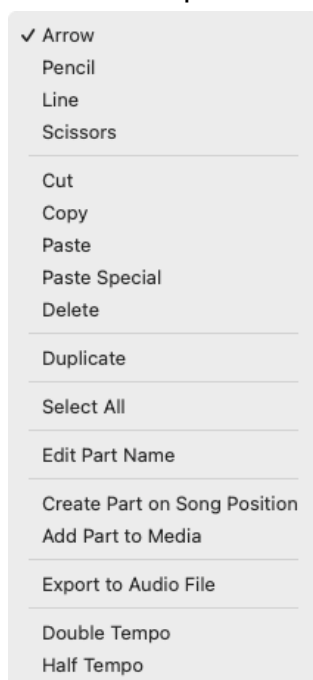 ✓ Arrow
Pencil
Line
Scissors
Cut
Copy
Paste
Paste Special
Delete
Duplicate
Select All
Edit Part Name
Create Part on Song Position
Add Part to Media
Export to Audio File
Double Tempo
Half Tempo